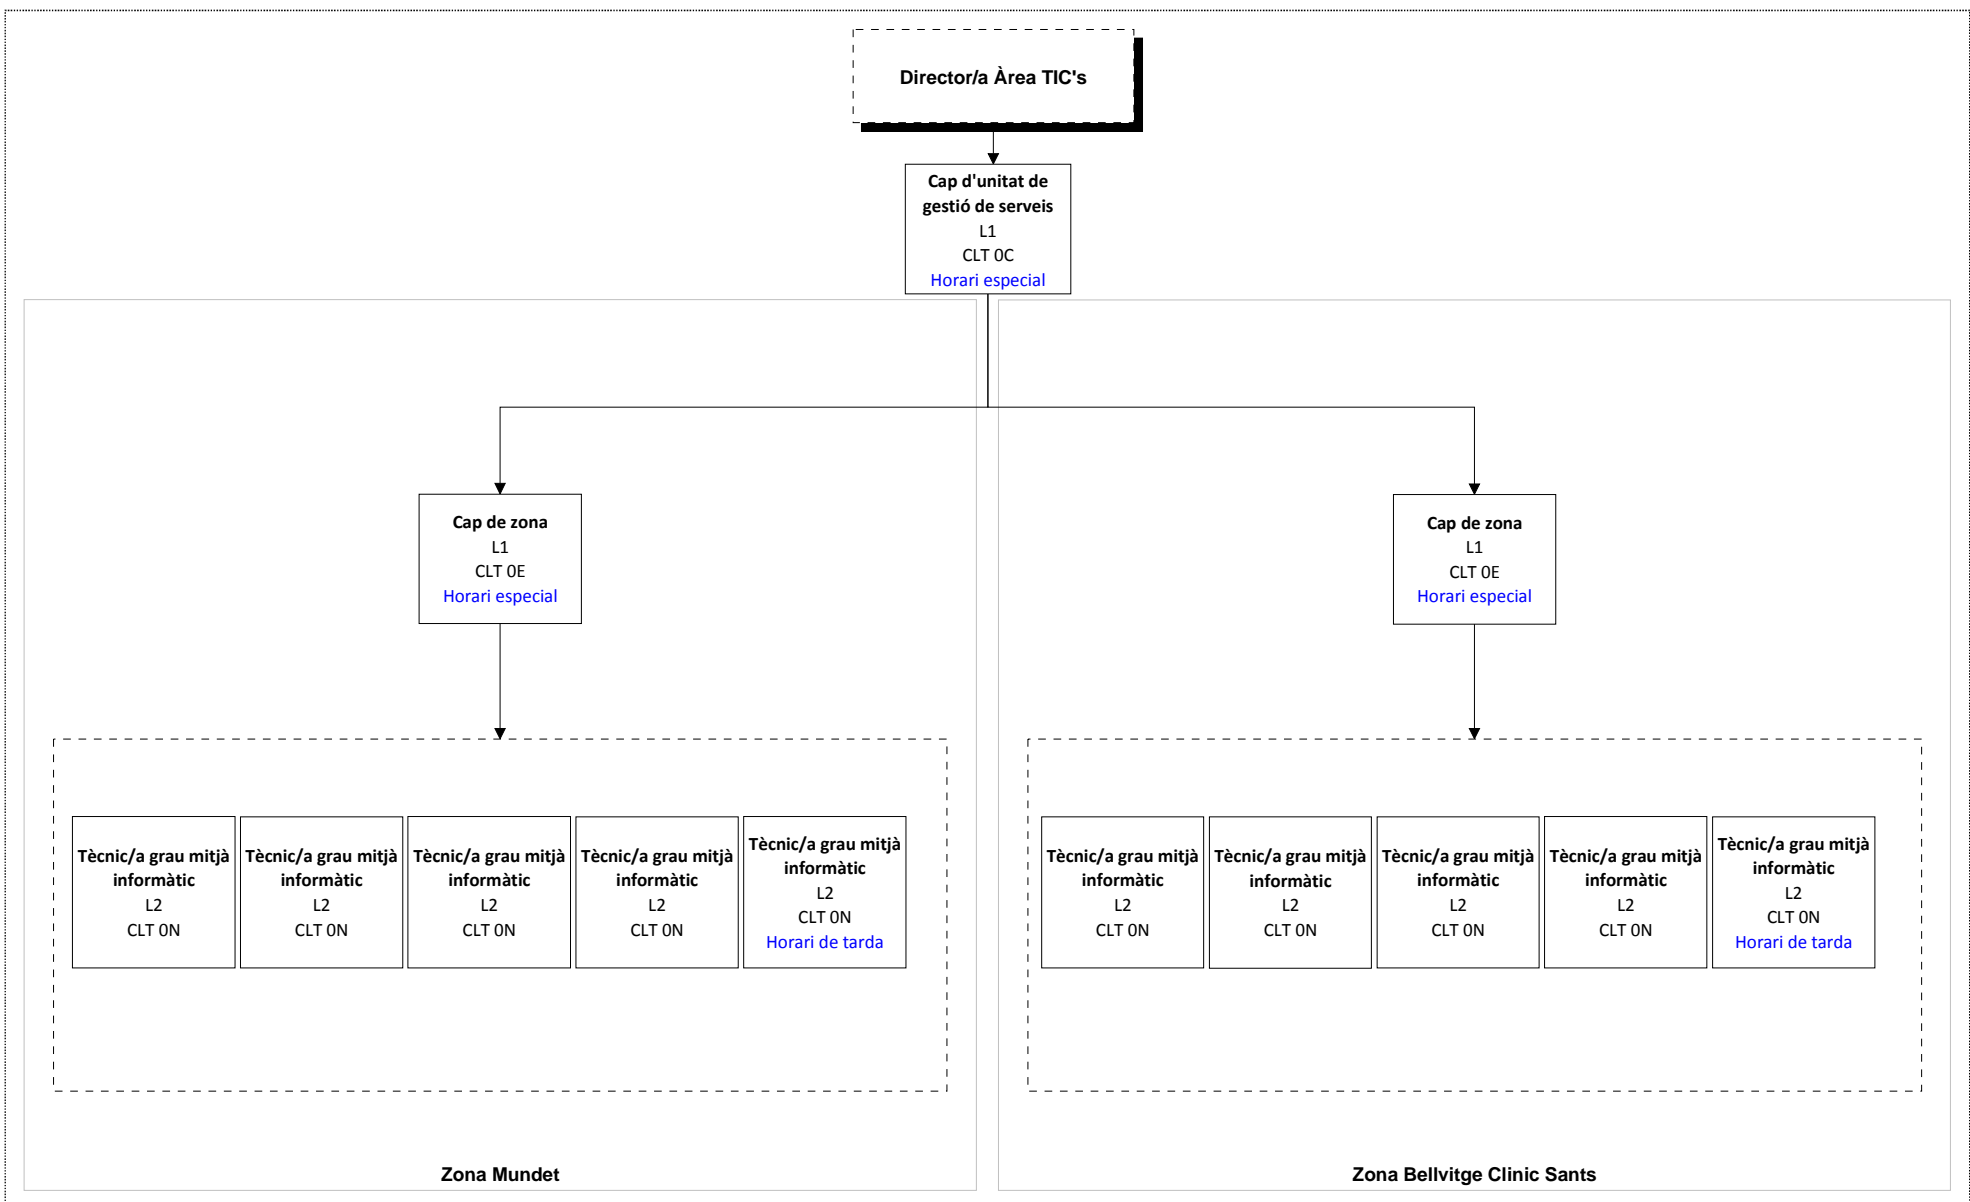 Director/a Àrea TIC's
Cap d'unitat de
gestió de serveis
L1
CLT 0C
Horari especial
Cap de zona
L1
CLT 0E
Horari especial
Cap de zona
L1
CLT 0E
Horari especial
Tècnic/a grau mitjà
informàtic
L2
CLT 0N
Tècnic/a grau mitjà
informàtic
L2
CLT 0N
Tècnic/a grau mitjà
informàtic
L2
CLT 0N
Tècnic/a grau mitjà
informàtic
L2
CLT 0N
Tècnic/a grau mitjà
informàtic
L2
CLT 0N
Horari de tarda
Tècnic/a grau mitjà
informàtic
L2
CLT 0N
Tècnic/a grau mitjà
informàtic
L2
CLT 0N
Tècnic/a grau mitjà
informàtic
L2
CLT 0N
Tècnic/a grau mitjà
informàtic
L2
CLT 0N
Tècnic/a grau mitjà
informàtic
L2
CLT 0N
Horari de tarda
Zona Mundet
Zona Bellvitge Clinic Sants